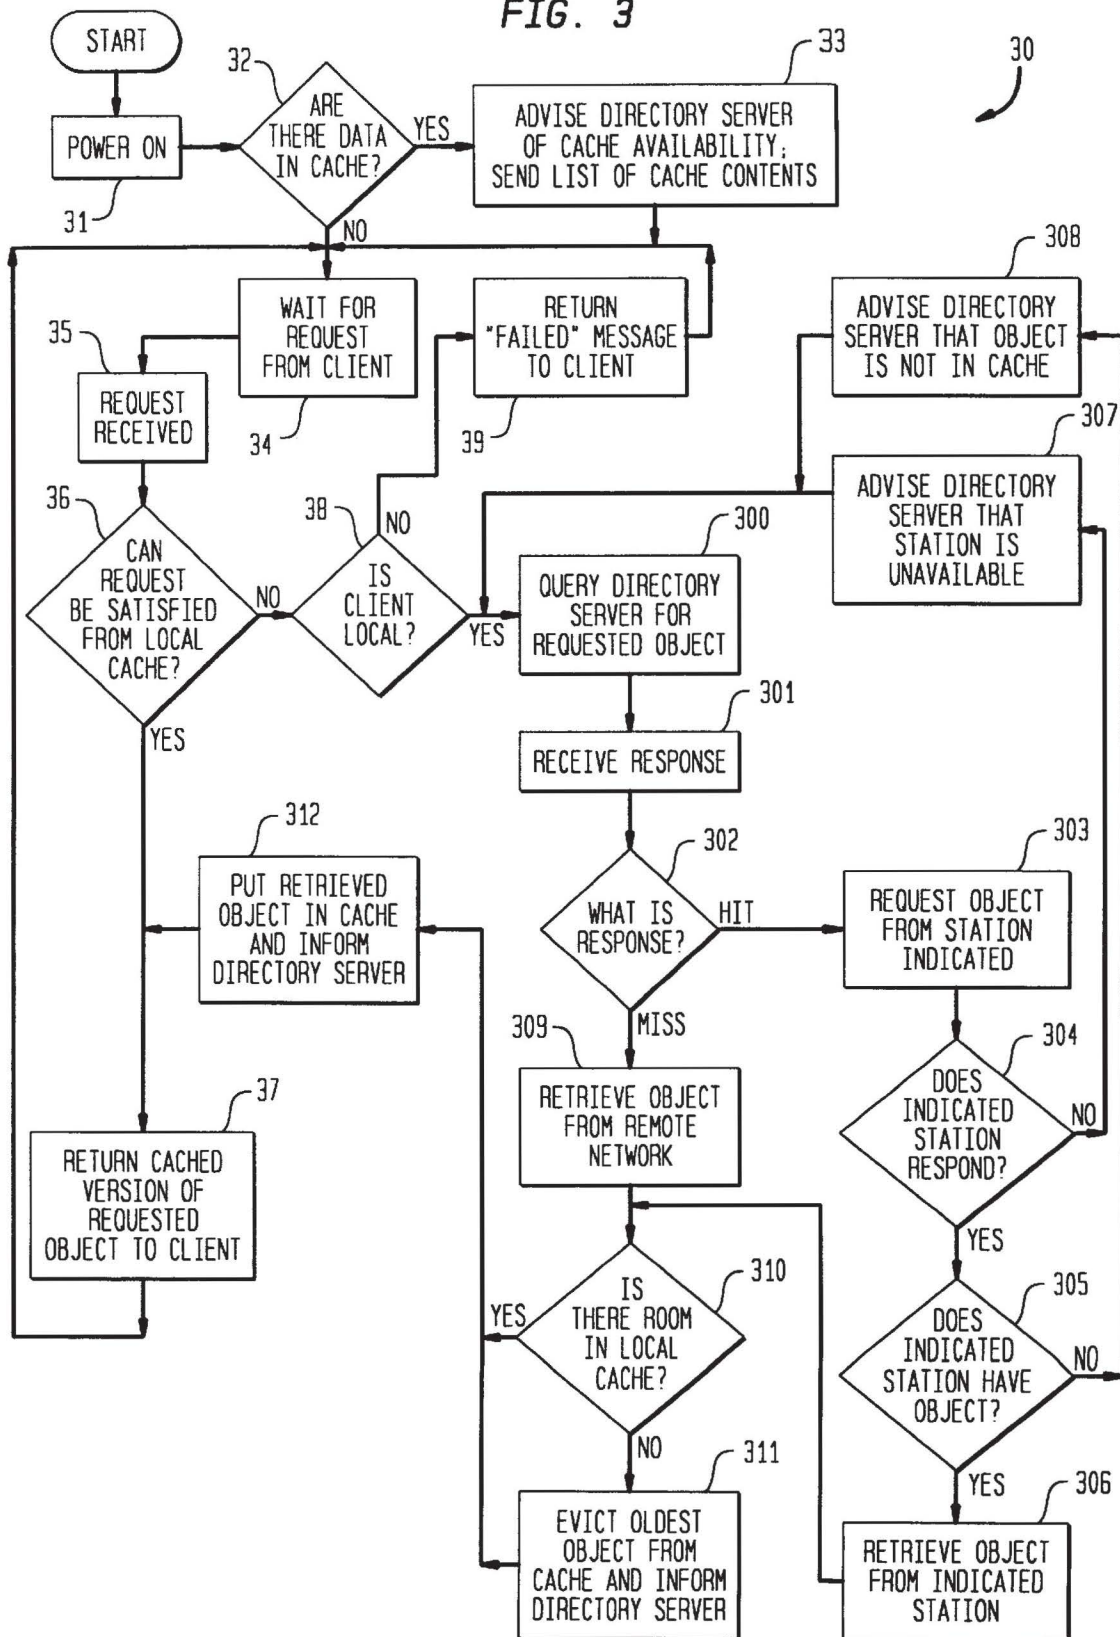 FIG. 3
START
30
32
33
ARE
THERE DATA
IN CACHE?
YES
NO
ADVISE DIRECTORY SERVER
OF CACHE AVAILABILITY;
SEND LIST OF CACHE CONTENTS
POWER ON
31
WAIT FOR
REQUEST
FROM CLIENT
34
RETURN
"FAILED" MESSAGE
TO CLIENT
39
308
ADVISE DIRECTORY
SERVER THAT OBJECT
IS NOT IN CACHE
35
REQUEST
RECEIVED
307
ADVISE DIRECTORY
SERVER THAT
STATION IS
UNAVAILABLE
36
CAN
REQUEST
BE SATISFIED
FROM LOCAL
CACHE?
NO
YES
38
NO
IS
CLIENT
LOCAL?
YES
300
QUERY DIRECTORY
SERVER FOR
REQUESTED OBJECT
301
RECEIVE RESPONSE
302
WHAT IS
RESPONSE?
HIT
MISS
303
REQUEST OBJECT
FROM STATION
INDICATED
312
PUT RETRIEVED
OBJECT IN CACHE
AND INFORM
DIRECTORY SERVER
309
RETRIEVE OBJECT
FROM REMOTE
NETWORK
304
DOES
INDICATED
STATION
RESPOND?
NO
YES
37
RETURN CACHED
VERSION OF
REQUESTED
OBJECT TO CLIENT
310
IS
THERE ROOM
IN LOCAL
CACHE?
YES
NO
305
DOES
INDICATED
STATION HAVE
OBJECT?
NO
YES
311
EVICT OLDEST
OBJECT FROM
CACHE AND INFORM
DIRECTORY SERVER
306
RETRIEVE OBJECT
FROM INDICATED
STATION